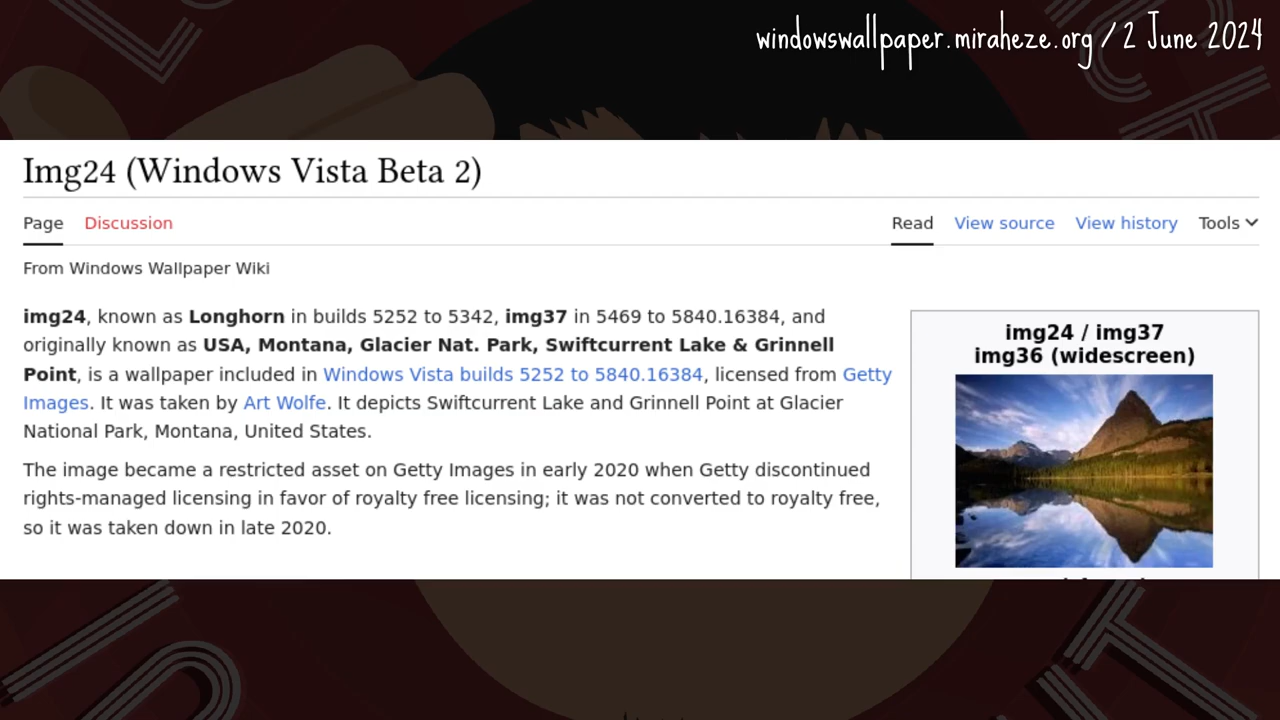 windowswallpaper.miraheze.org / 2 June 2024
Img24 (Windows Vista Beta 2)
Page Discussion Read View source View history Tools
From Windows Wallpaper Wiki
img24, known as Longhorn in builds 5252 to 5342, img37 in 5469 to 5840.16384, and
originally known as USA, Montana, Glacier Nat. Park, Swiftcurrent Lake & Grinnell
Point, is a wallpaper included in Windows Vista builds 5252 to 5840.16384, licensed from Getty
Images. It was taken by Art Wolfe. It depicts Swiftcurrent Lake and Grinnell Point at Glacier
National Park, Montana, United States.
The image became a restricted asset on Getty Images in early 2020 when Getty discontinued
rights-managed licensing in favor of royalty free licensing; it was not converted to royalty free,
so it was taken down in late 2020.
img24 / img37
img36 (widescreen)